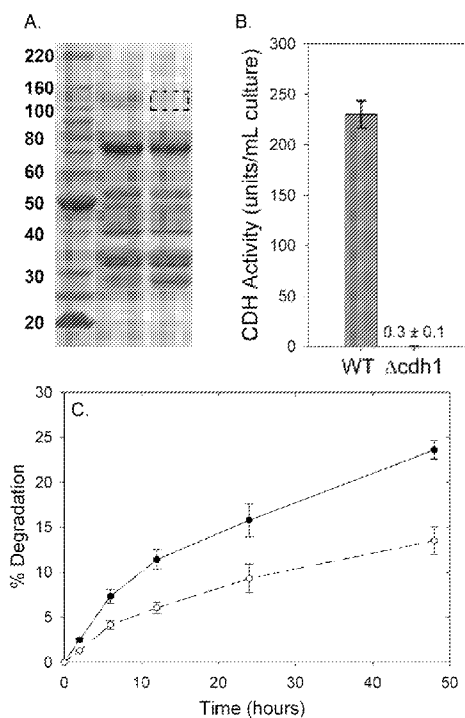 A.
220
160
100
80
60
50
40
30
20
B.
CDH Activity (units/mL culture)
300
250
200
150
100
50
0
0.3 ± 0.1
WT Δcdh1
C.
% Degradation
30
25
20
15
10
5
0
0 10 20 30 40 50
Time (hours)